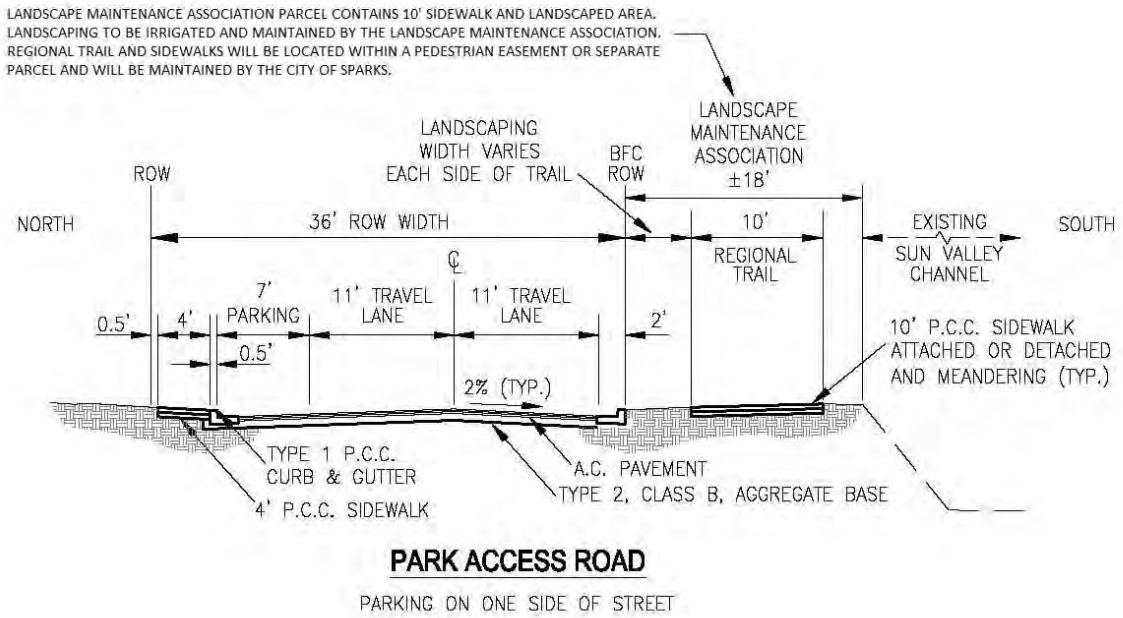 LANDSCAPE MAINTENANCE ASSOCIATION PARCEL CONTAINS 10' SIDEWALK AND LANDSCAPED AREA.
LANDSCAPING TO BE IRRIGATED AND MAINTAINED BY THE LANDSCAPE MAINTENANCE ASSOCIATION.
REGIONAL TRAIL AND SIDEWALKS WILL BE LOCATED WITHIN A PEDESTRIAN EASEMENT OR SEPARATE
PARCEL AND WILL BE MAINTAINED BY THE CITY OF SPARKS.
LANDSCAPE
MAINTENANCE
ASSOCIATION
±18'
LANDSCAPING
WIDTH VARIES
EACH SIDE OF TRAIL
BFC
ROW
ROW
NORTH
36' ROW WIDTH
10'
REGIONAL
TRAIL
EXISTING
SUN VALLEY
CHANNEL
SOUTH
℄
0.5'
4'
0.5'
7'
PARKING
11' TRAVEL
LANE
11' TRAVEL
LANE
2'
10' P.C.C. SIDEWALK
ATTACHED OR DETACHED
AND MEANDERING (TYP.)
2% (TYP.)
TYPE 1 P.C.C.
CURB & GUTTER
4' P.C.C. SIDEWALK
A.C. PAVEMENT
TYPE 2, CLASS B, AGGREGATE BASE
PARK ACCESS ROAD
PARKING ON ONE SIDE OF STREET